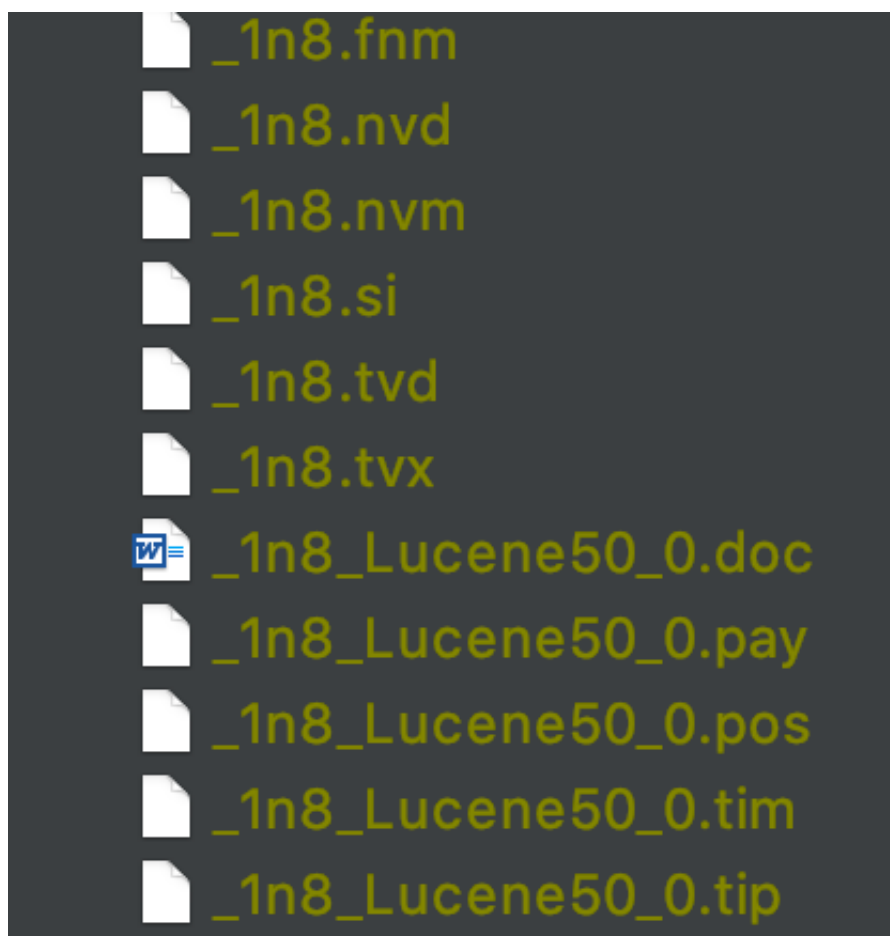 _1n8.fnm
_1n8.nvd
_1n8.nvm
_1n8.si
_1n8.tvd
_1n8.tvx
W _1n8_Lucene50_0.doc
_1n8_Lucene50_0.pay
_1n8_Lucene50_0.pos
_1n8_Lucene50_0.tim
_1n8_Lucene50_0.tip